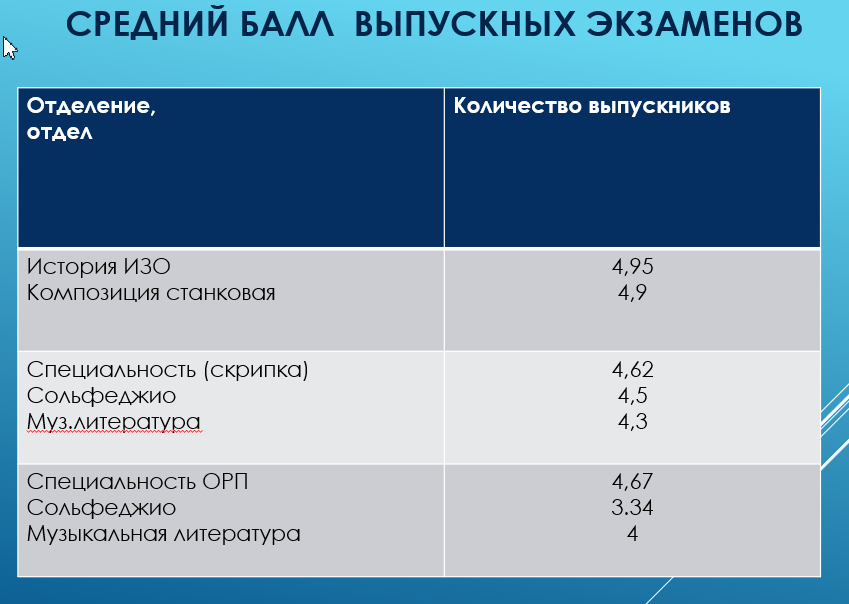 СРЕДНИЙ БАЛЛ ВЫПУСКНЫХ ЭКЗАМЕНОВ
Отделение,
отдел
Количество выпускников
История ИЗО 4,95
Композиция станковая 4,9
Специальность (скрипка) 4,62
Сольфеджио 4,5
Муз.литература 4,3
Специальность ОРП 4,67
Сольфеджио 3.34
Музыкальная литература 4